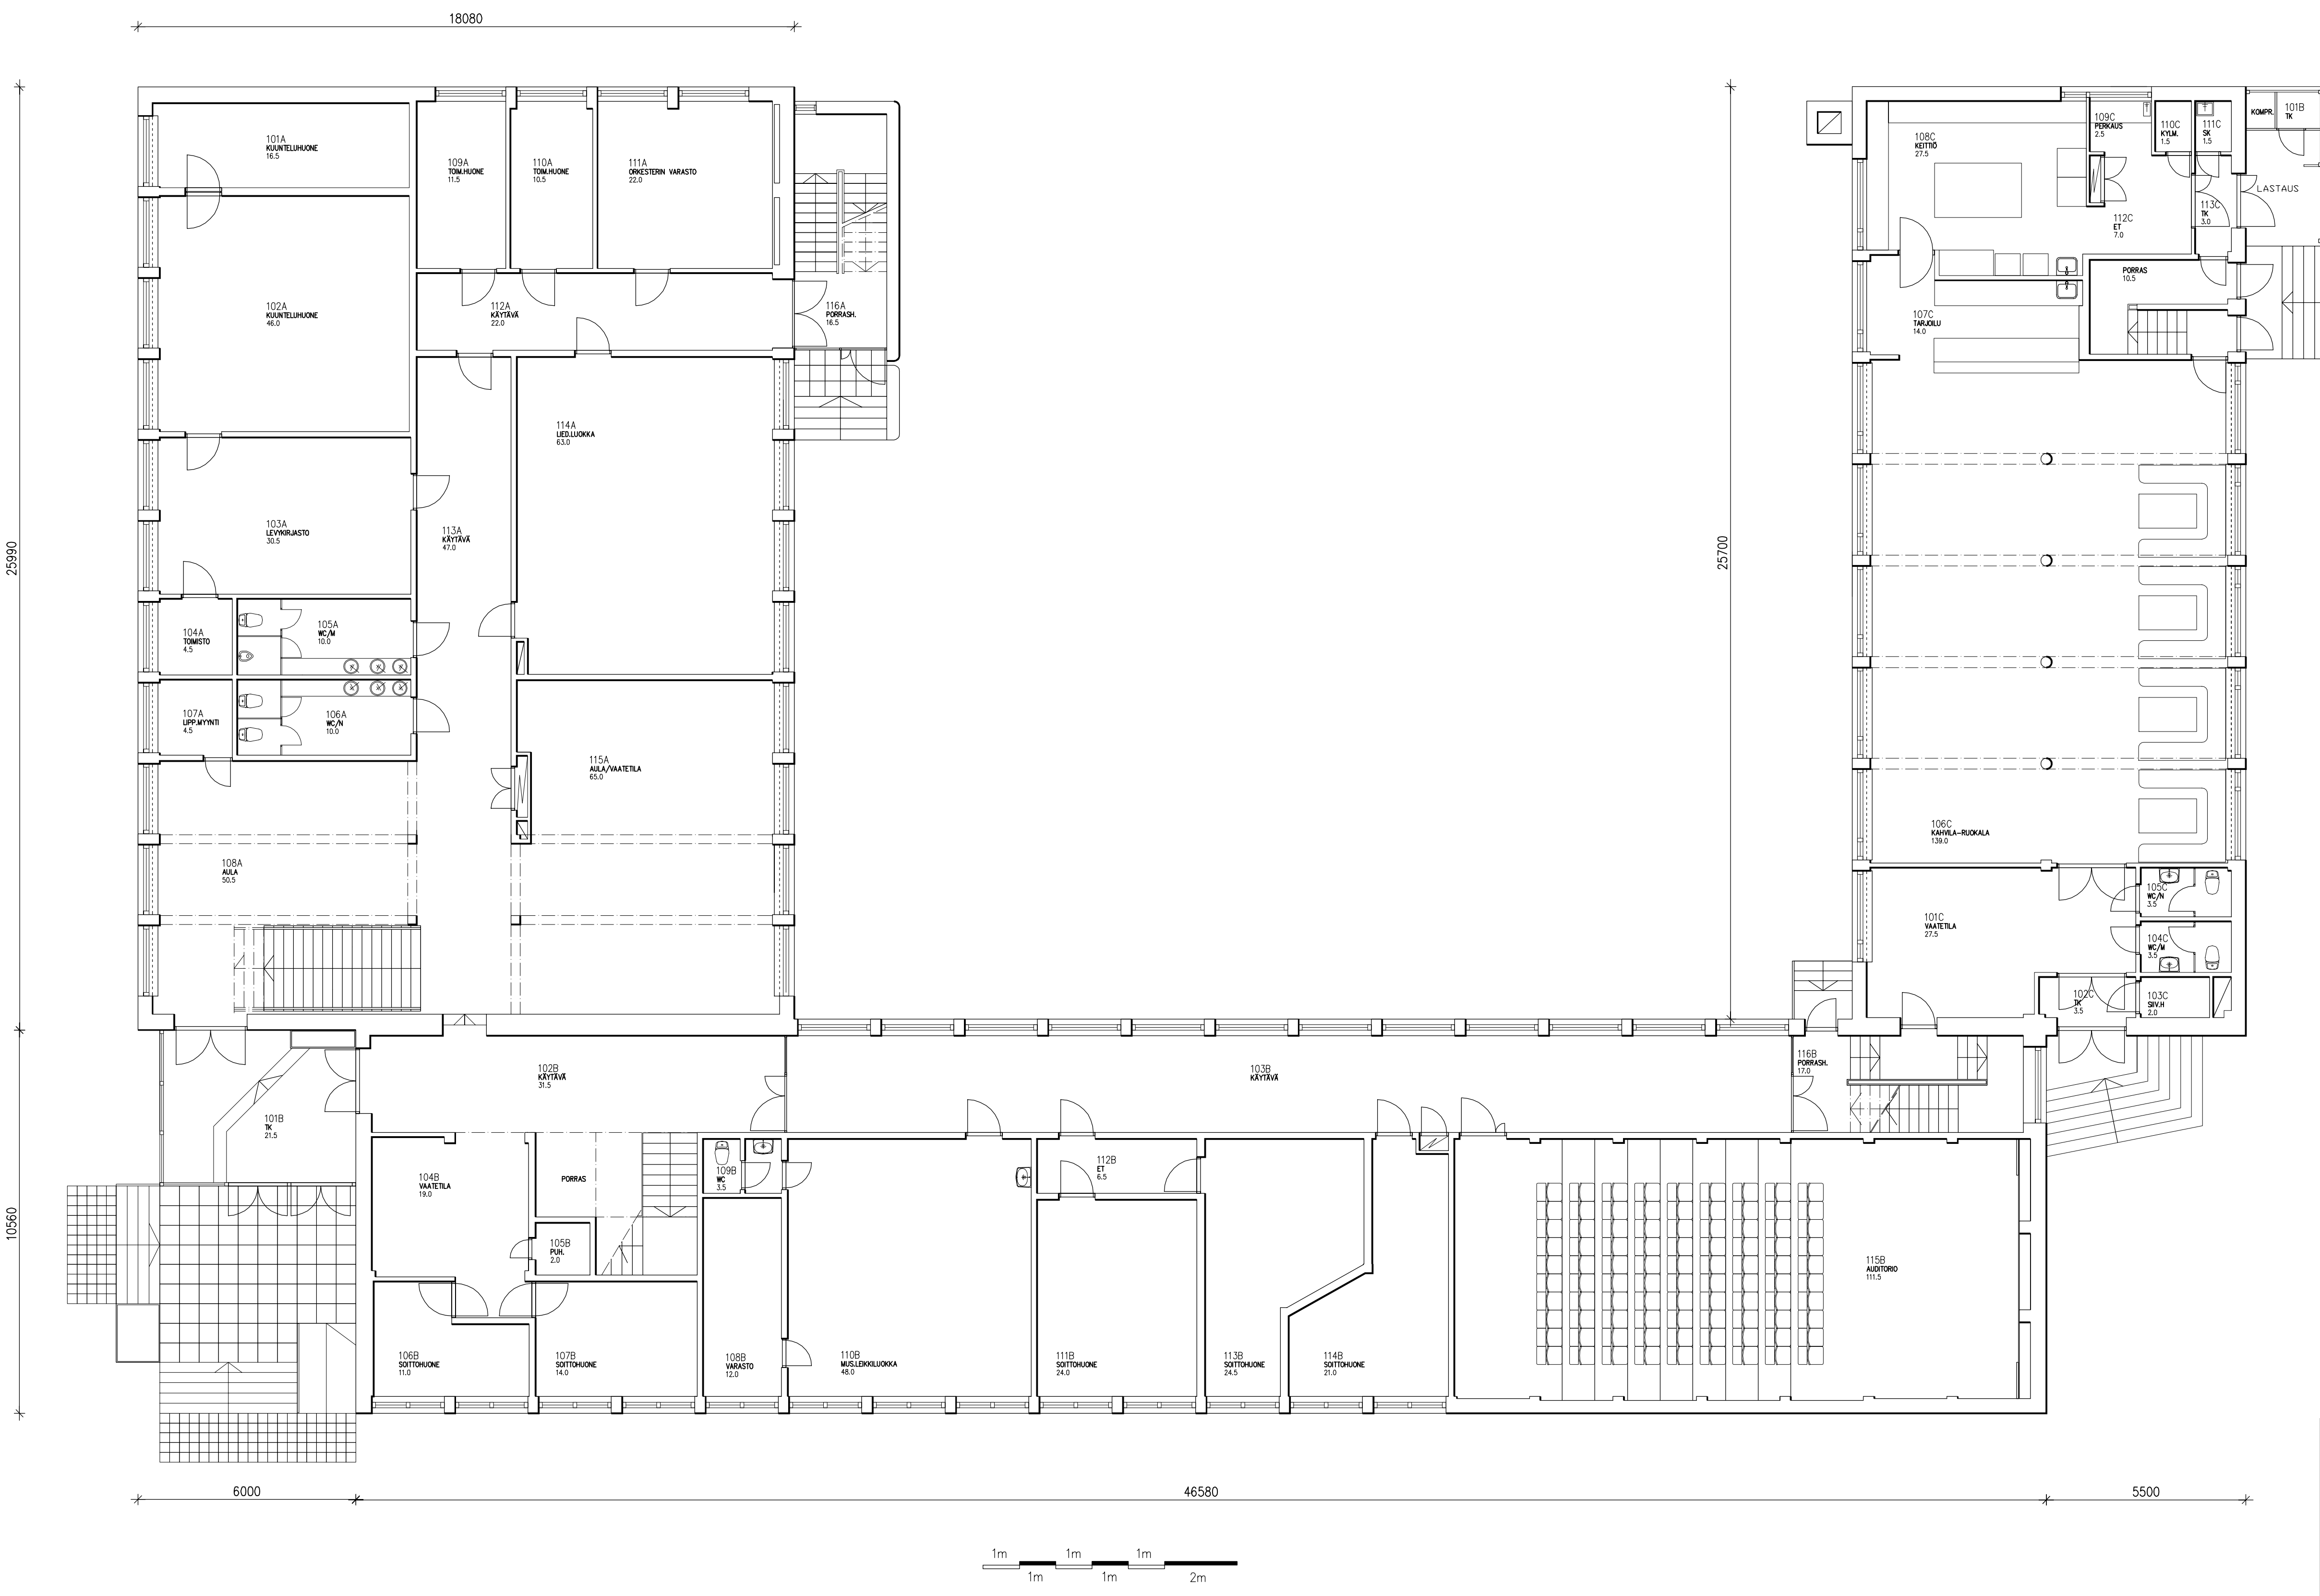 18080
25990
10560
25700
101A
KUUNTELUHUONE
16.5
102A
KUUNTELUHUONE
46.0
103A
LEVYKIRJASTO
30.5
104A
TOIMISTO
4.5
105A
WC/M
10.0
106A
WC/N
10.0
107A
LIPP.MYYNTI
4.5
108A
AULA
50.5
109A
TOIM.HUONE
11.5
110A
TOIM.HUONE
10.5
111A
ORKESTERIN VARASTO
22.0
112A
KÄYTÄVÄ
22.0
113A
KÄYTÄVÄ
47.0
114A
LIED.LUOKKA
63.0
115A
AULA/VAATETILA
65.0
116A
PORRASH.
16.5
108C
KEITTIÖ
27.5
109C
PERKAUS
2.5
110C
KYLM.
1.5
111C
SK
1.5
KOMPR.
101B
TK
LASTAUS
112C
ET
7.0
113C
TK
3.0
PORRAS
10.5
107C
TARJOILU
14.0
106C
KAHVILA-RUOKALA
139.0
105C
WC/N
3.5
104C
WC/M
3.5
101C
VAATETILA
27.5
102C
TK
3.5
103C
SIIV.H
2.0
101B
TK
21.5
102B
KÄYTÄVÄ
31.5
103B
KÄYTÄVÄ
116B
PORRASH.
17.0
104B
VAATETILA
19.0
PORRAS
105B
PUH.
2.0
106B
SOITTOHUONE
11.0
107B
SOITTOHUONE
14.0
108B
VARASTO
12.0
109B
WC
3.5
110B
MUS.LEIKKILUOKKA
48.0
111B
SOITTOHUONE
24.0
112B
ET
6.5
113B
SOITTOHUONE
24.5
114B
SOITTOHUONE
21.0
115B
AUDITORIO
111.5
6000
46580
5500
1m 1m 1m
1m 1m 2m